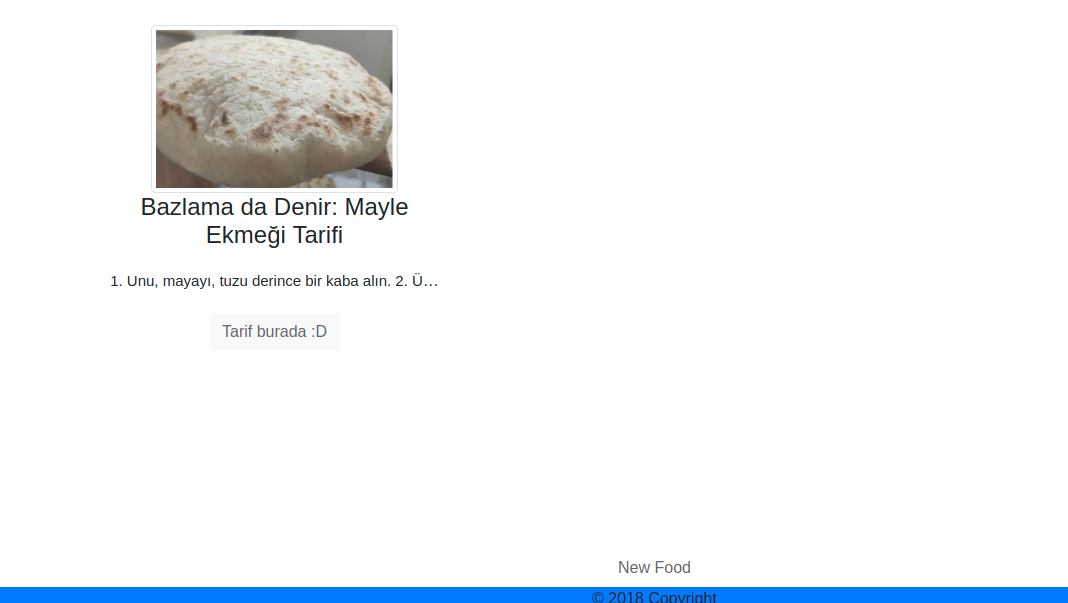 Bazlama da Denir: Mayle
Ekmeği Tarifi
1. Unu, mayayı, tuzu derince bir kaba alın. 2. Ü…
Tarif burada :D
New Food
© 2018 Copyright